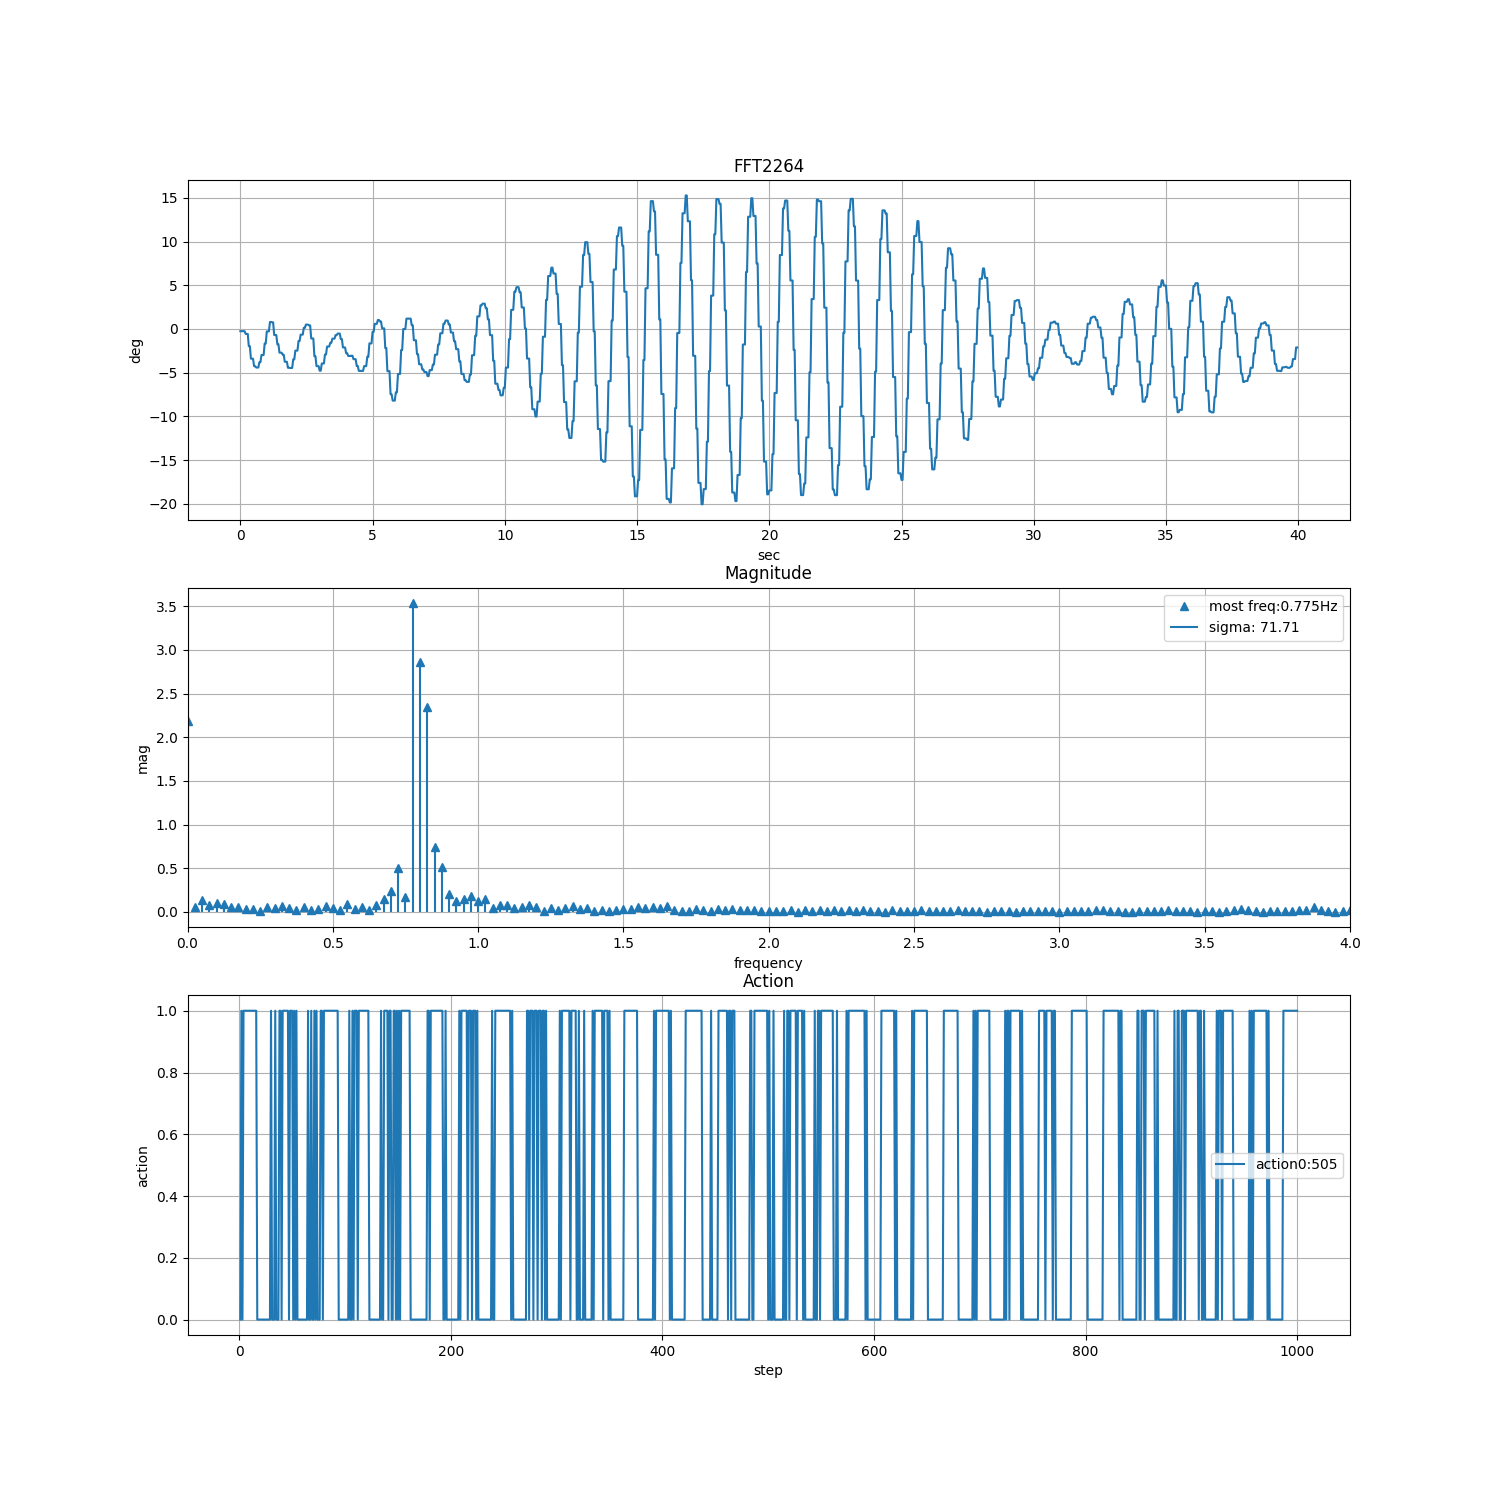 FFT2264
deg
15
10
5
0
−5
−10
−15
−20
0 5 10 15 20 25 30 35 40
sec
Magnitude
most freq:0.775Hz
sigma: 71.71
mag
3.5
3.0
2.5
2.0
1.5
1.0
0.5
0.0
0.0 0.5 1.0 1.5 2.0 2.5 3.0 3.5 4.0
frequency
Action
action
1.0
0.8
0.6
0.4
0.2
0.0
action0:505
0 200 400 600 800 1000
step